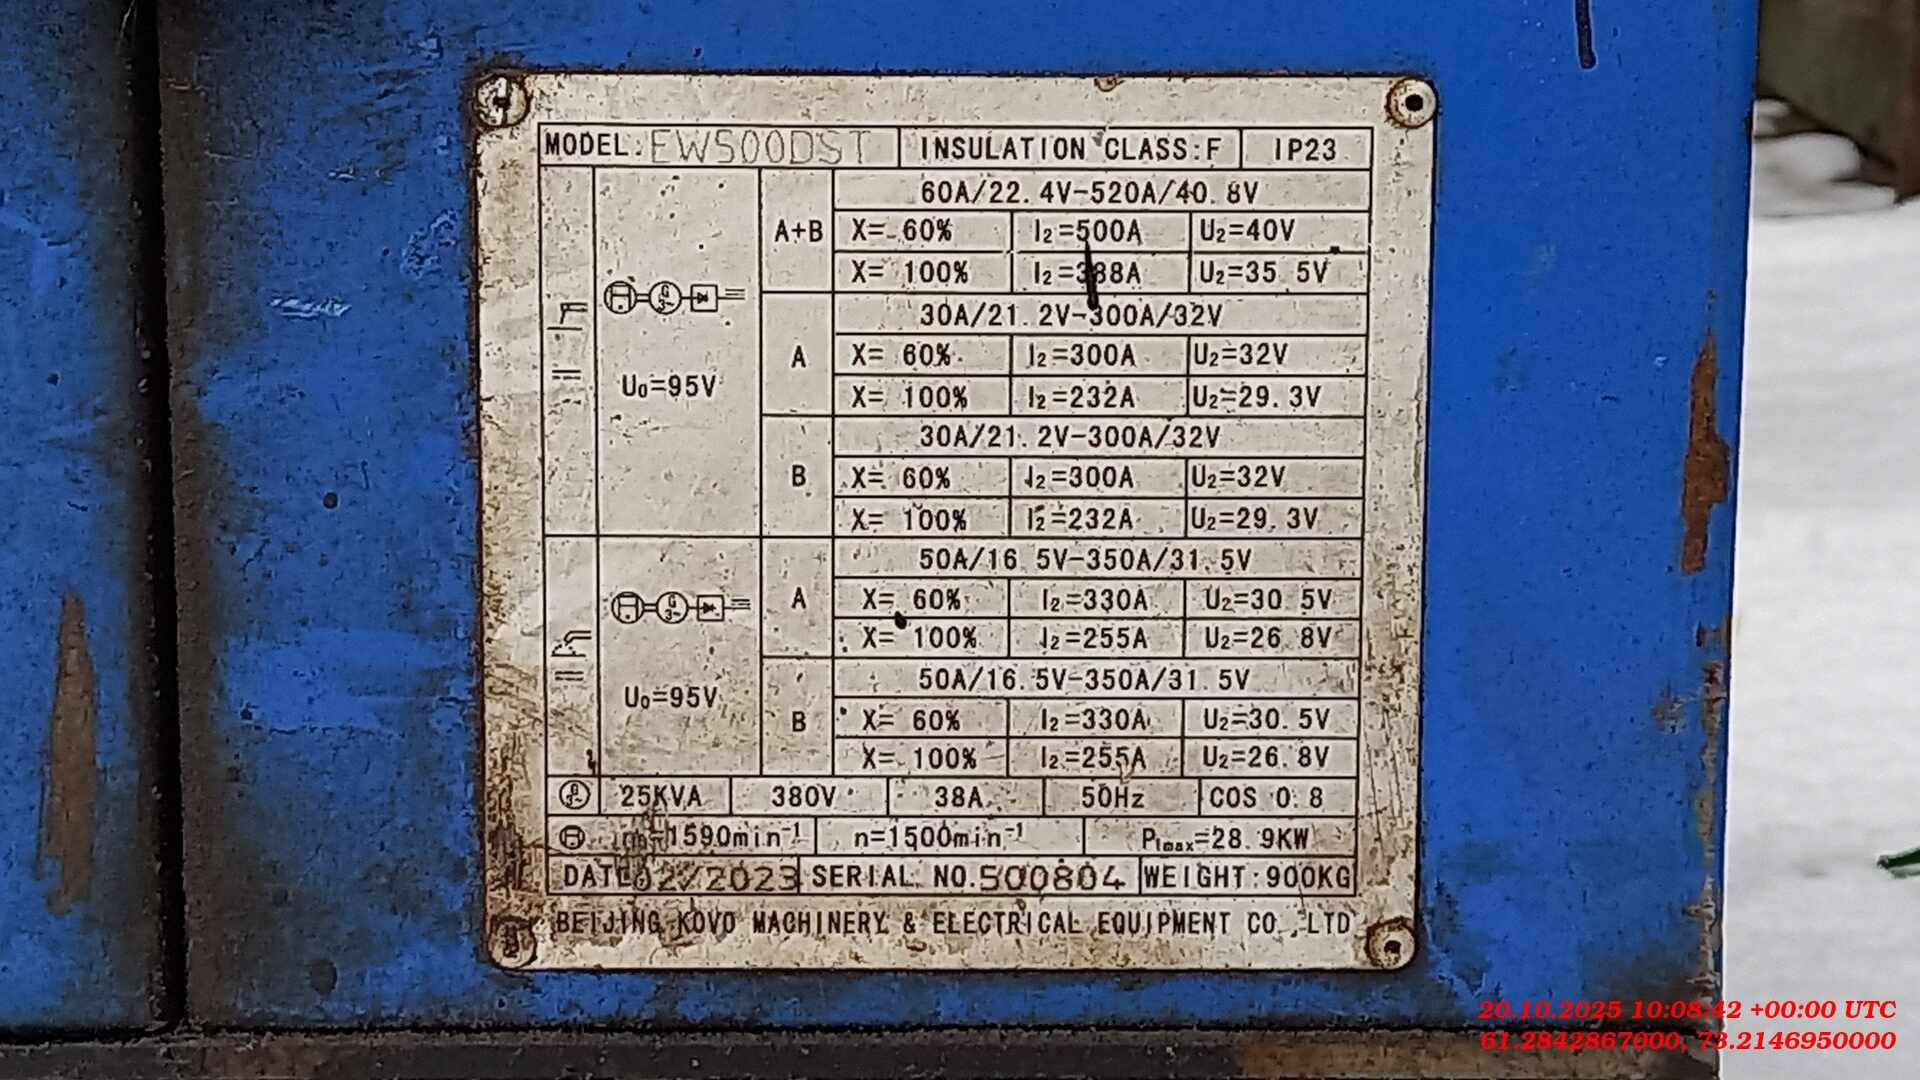 MODEL: EW500DST INSULATION CLASS:F IP23
60A/22.4V-520A/40.8V
A+B X= 60% I₂=500A U₂=40V
X= 100% I₂=388A U₂=35.5V
30A/21.2V-300A/32V
A X= 60% I₂=300A U₂=32V
U₀=95V
X= 100% I₂=232A U₂=29.3V
30A/21.2V-300A/32V
B X= 60% I₂=300A U₂=32V
X= 100% I₂=232A U₂=29.3V
50A/16.5V-350A/31.5V
A X= 60% I₂=330A U₂=30.5V
X= 100% I₂=255A U₂=26.8V
50A/16.5V-350A/31.5V
U₀=95V
B X= 60% I₂=330A U₂=30.5V
X= 100% I₂=255A U₂=26.8V
25KVA 380V 38A 50Hz COS 0.8
=1590min⁻¹ n=1500min⁻¹ P₁max=28.9KW
DATE:02/2023 SERIAL NO.500804 WEIGHT:900KG
BEIJING KOVO MACHINERY & ELECTRICAL EQUIPMENT CO.,LTD
20.10.2025 10:08:42 +00:00 UTC
61.2842867000, 73.2146950000